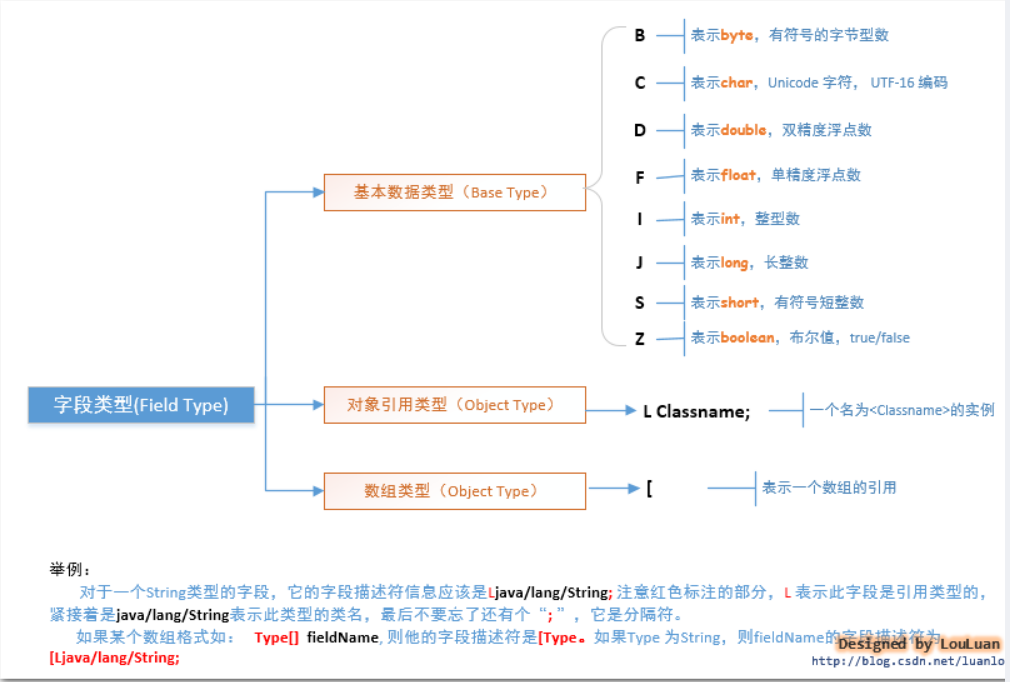 B 表示byte，有符号的字节型数
C 表示char，Unicode 字符， UTF-16 编码
D 表示double，双精度浮点数
F 表示float，单精度浮点数
基本数据类型（Base Type）
I 表示int，整型数
J 表示long，长整数
S 表示short，有符号短整数
Z 表示boolean，布尔值，true/false
字段类型(Field Type)
对象引用类型（Object Type）
L Classname; 一个名为<Classname>的实例
数组类型（Object Type）
[ 表示一个数组的引用
举例：
对于一个String类型的字段，它的字段描述符信息应该是Ljava/lang/String; 注意红色标注的部分，L 表示此字段是引用类型的，
紧接着是java/lang/String表示此类型的类名，最后不要忘了还有个“;”，它是分隔符。
如果某个数组格式如： Type[] fieldName, 则他的字段描述符是[Type。如果Type 为String，则fieldName的字段描述符为
[Ljava/lang/String;
Designed by LouLuan
http://blog.csdn.net/luanlo